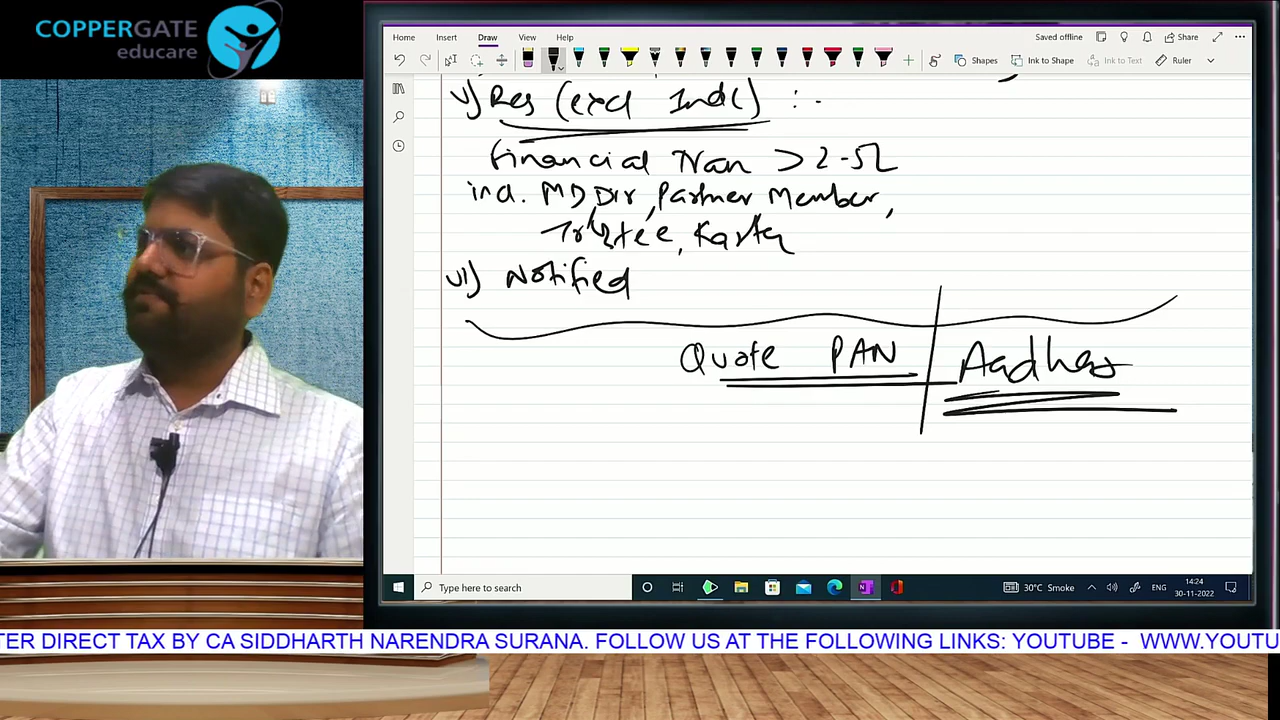 COPPERGATE
educare
Home Insert Draw View Help
Saved offline
Share
Shapes Ink to Shape Ink to Text Ink to Math Ruler
v) Res (excl Indl) :-
Financial Tran > 2.5L
incl. MD, Dir, Partner Member,
Trustee, Karta
vi) Notified
Quote PAN Aadhar
Type here to search
30°C Smoke
ENG
14:24
30-11-2022
TER DIRECT TAX BY CA SIDDHARTH NARENDRA SURANA. FOLLOW US AT THE FOLLOWING LINKS: YOUTUBE - WWW.YOUTU